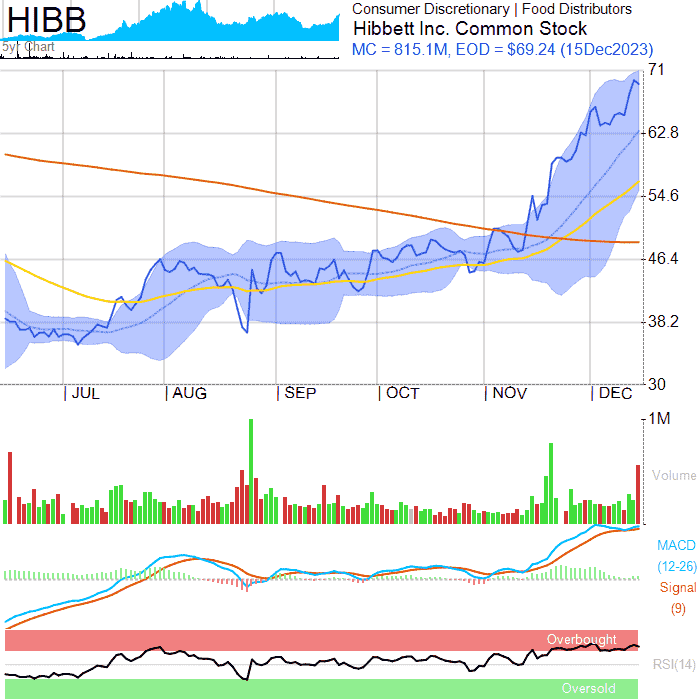 HIBB
5yr Chart
Consumer Discretionary | Food Distributors
Hibbett Inc. Common Stock
MC = 815.1M, EOD = $69.24 (15Dec2023)
71
62.8
54.6
46.4
38.2
30
JUL AUG SEP OCT NOV DEC
1M
Volume
MACD
(12-26)
Signal
(9)
Overbought
RSI(14)
Oversold